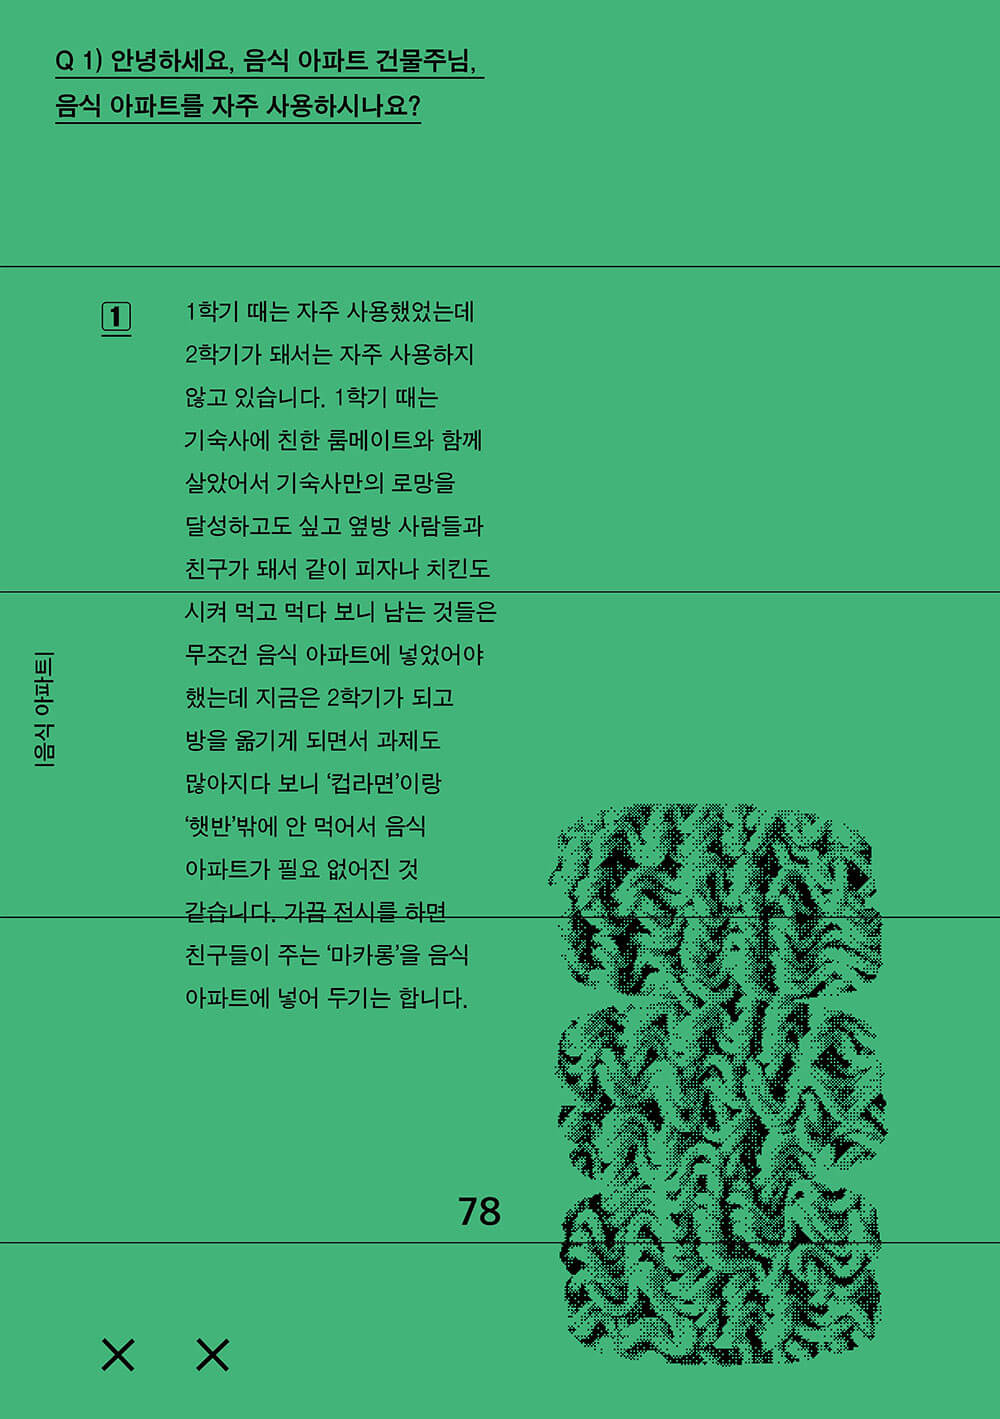 Q 1) 안녕하세요, 음식 아파트 건물주님,
음식 아파트를 자주 사용하시나요?
1
1학기 때는 자주 사용했었는데
2학기가 돼서는 자주 사용하지
않고 있습니다. 1학기 때는
기숙사에 친한 룸메이트와 함께
살았어서 기숙사만의 로망을
달성하고도 싶고 옆방 사람들과
친구가 돼서 같이 피자나 치킨도
시켜 먹고 먹다 보니 남는 것들은
무조건 음식 아파트에 넣었어야
했는데 지금은 2학기가 되고
방을 옮기게 되면서 과제도
많아지다 보니 ‘컵라면’이랑
‘햇반’밖에 안 먹어서 음식
아파트가 필요 없어진 것
같습니다. 가끔 전시를 하면
친구들이 주는 ‘마카롱’을 음식
아파트에 넣어 두기는 합니다.
|음식 아파트|
78